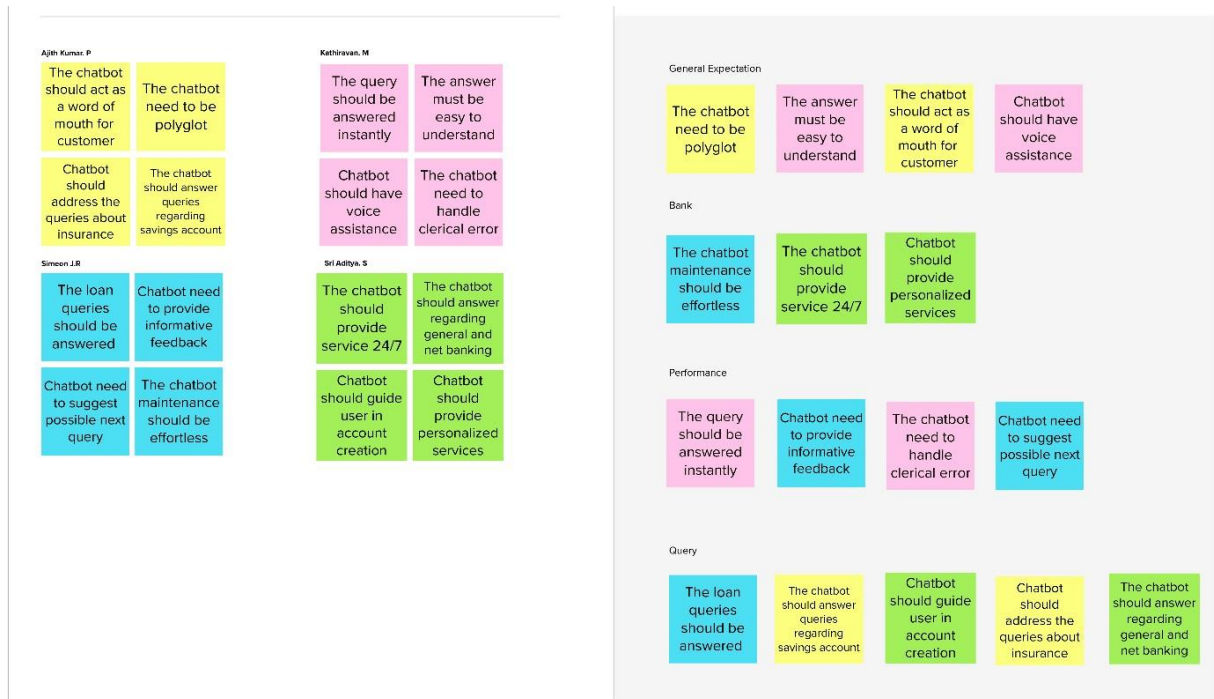 Ajith Kumar. P
The chatbot
should act as
a word of
mouth for
customer
The chatbot
need to be
polyglot
Chatbot
should
address the
queries about
insurance
The chatbot
should answer
queries
regarding
savings account
Kathiravan. M
The query
should be
answered
instantly
The answer
must be
easy to
understand
Chatbot
should have
voice
assistance
The chatbot
need to
handle
clerical error
Simeon J.R
The loan
queries
should be
answered
Chatbot need
to provide
informative
feedback
Chatbot need
to suggest
possible next
query
The chatbot
maintenance
should be
effortless
Sri Aditya. S
The chatbot
should
provide
service 24/7
The chatbot
should answer
regarding
general and
net banking
Chatbot
should guide
user in
account
creation
Chatbot
should
provide
personalized
services
General Expectation
The chatbot
need to be
polyglot
The answer
must be
easy to
understand
The chatbot
should act as
a word of
mouth for
customer
Chatbot
should have
voice
assistance
Bank
The chatbot
maintenance
should be
effortless
The chatbot
should
provide
service 24/7
Chatbot
should
provide
personalized
services
Performance
The query
should be
answered
instantly
Chatbot need
to provide
informative
feedback
The chatbot
need to
handle
clerical error
Chatbot need
to suggest
possible next
query
Query
The loan
queries
should be
answered
The chatbot
should answer
queries
regarding
savings account
Chatbot
should guide
user in
account
creation
Chatbot
should
address the
queries about
insurance
The chatbot
should answer
regarding
general and
net banking